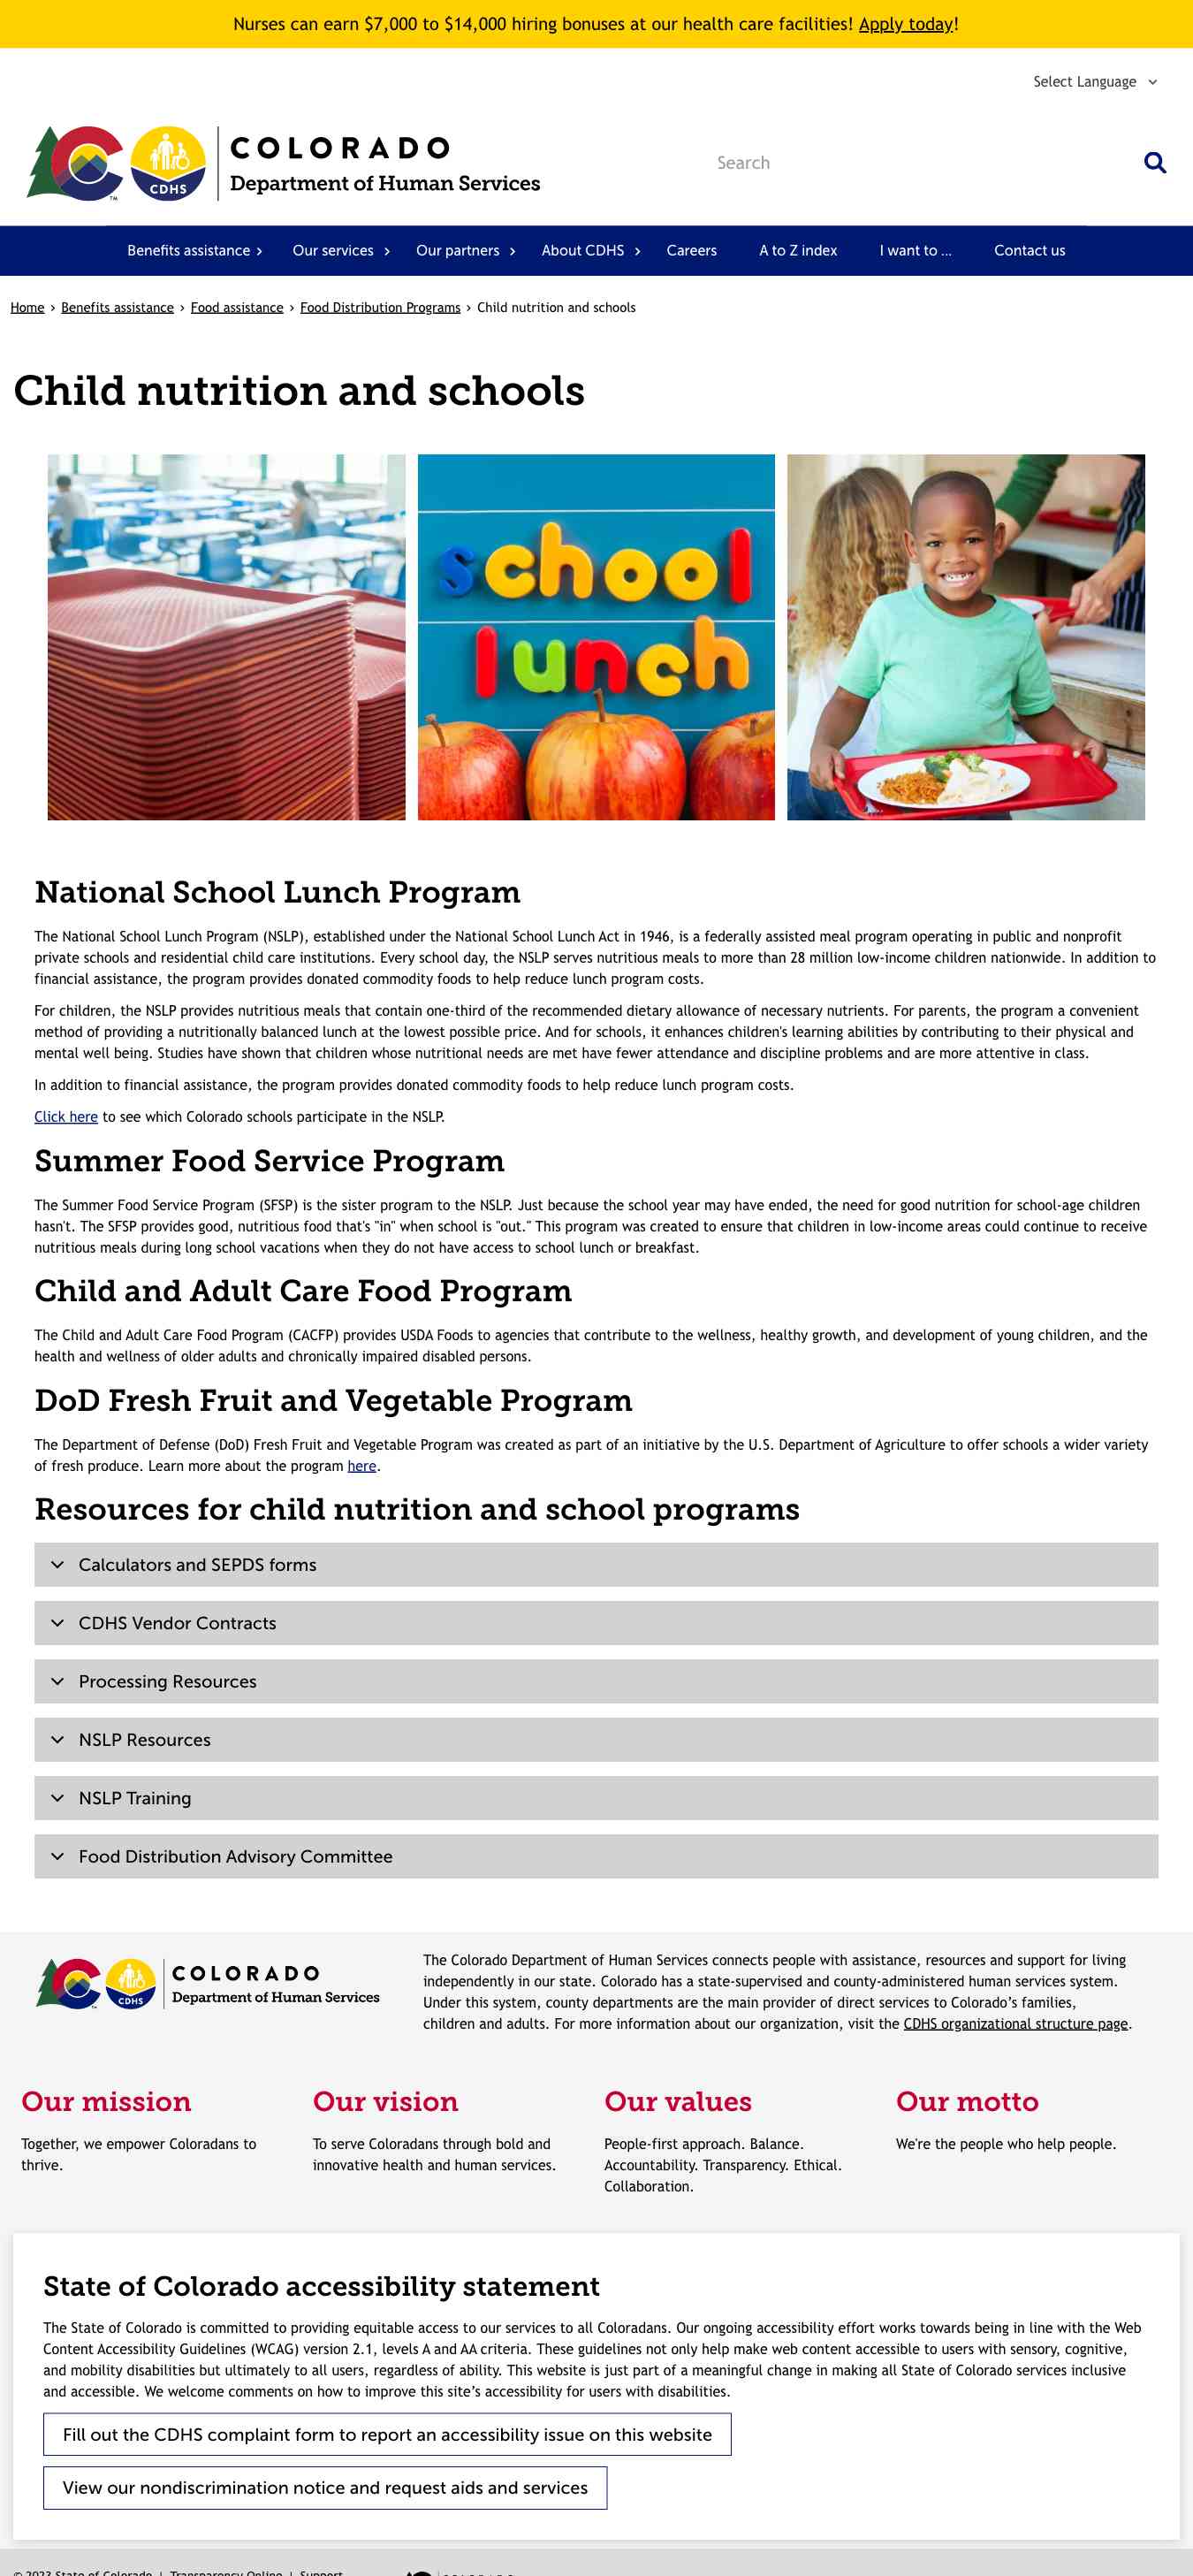 Nurses can earn $7,000 to $14,000 hiring bonuses at our health care facilities! Apply today!
Select Language
CDHS
TM
COLORADO
Department of Human Services
Search
Benefits assistance › Our services › Our partners › About CDHS › Careers A to Z index I want to ... Contact us
Home › Benefits assistance › Food assistance › Food Distribution Programs › Child nutrition and schools
Child nutrition and schools
school
lunch
National School Lunch Program
The National School Lunch Program (NSLP), established under the National School Lunch Act in 1946, is a federally assisted meal program operating in public and nonprofit
private schools and residential child care institutions. Every school day, the NSLP serves nutritious meals to more than 28 million low-income children nationwide. In addition to
financial assistance, the program provides donated commodity foods to help reduce lunch program costs.
For children, the NSLP provides nutritious meals that contain one-third of the recommended dietary allowance of necessary nutrients. For parents, the program a convenient
method of providing a nutritionally balanced lunch at the lowest possible price. And for schools, it enhances children's learning abilities by contributing to their physical and
mental well being. Studies have shown that children whose nutritional needs are met have fewer attendance and discipline problems and are more attentive in class.
In addition to financial assistance, the program provides donated commodity foods to help reduce lunch program costs.
Click here to see which Colorado schools participate in the NSLP.
Summer Food Service Program
The Summer Food Service Program (SFSP) is the sister program to the NSLP. Just because the school year may have ended, the need for good nutrition for school-age children
hasn't. The SFSP provides good, nutritious food that's "in" when school is "out." This program was created to ensure that children in low-income areas could continue to receive
nutritious meals during long school vacations when they do not have access to school lunch or breakfast.
Child and Adult Care Food Program
The Child and Adult Care Food Program (CACFP) provides USDA Foods to agencies that contribute to the wellness, healthy growth, and development of young children, and the
health and wellness of older adults and chronically impaired disabled persons.
DoD Fresh Fruit and Vegetable Program
The Department of Defense (DoD) Fresh Fruit and Vegetable Program was created as part of an initiative by the U.S. Department of Agriculture to offer schools a wider variety
of fresh produce. Learn more about the program here.
Resources for child nutrition and school programs
Calculators and SEPDS forms
CDHS Vendor Contracts
Processing Resources
NSLP Resources
NSLP Training
Food Distribution Advisory Committee
CDHS
COLORADO
Department of Human Services
The Colorado Department of Human Services connects people with assistance, resources and support for living
independently in our state. Colorado has a state-supervised and county-administered human services system.
Under this system, county departments are the main provider of direct services to Colorado’s families,
children and adults. For more information about our organization, visit the CDHS organizational structure page.
Our mission
Together, we empower Coloradans to
thrive.
Our vision
To serve Coloradans through bold and
innovative health and human services.
Our values
People-first approach. Balance.
Accountability. Transparency. Ethical.
Collaboration.
Our motto
We're the people who help people.
State of Colorado accessibility statement
The State of Colorado is committed to providing equitable access to our services to all Coloradans. Our ongoing accessibility effort works towards being in line with the Web
Content Accessibility Guidelines (WCAG) version 2.1, levels A and AA criteria. These guidelines not only help make web content accessible to users with sensory, cognitive,
and mobility disabilities but ultimately to all users, regardless of ability. This website is just part of a meaningful change in making all State of Colorado services inclusive
and accessible. We welcome comments on how to improve this site’s accessibility for users with disabilities.
Fill out the CDHS complaint form to report an accessibility issue on this website
View our nondiscrimination notice and request aids and services
© 2023 State of Colorado | Transparency Online | Support